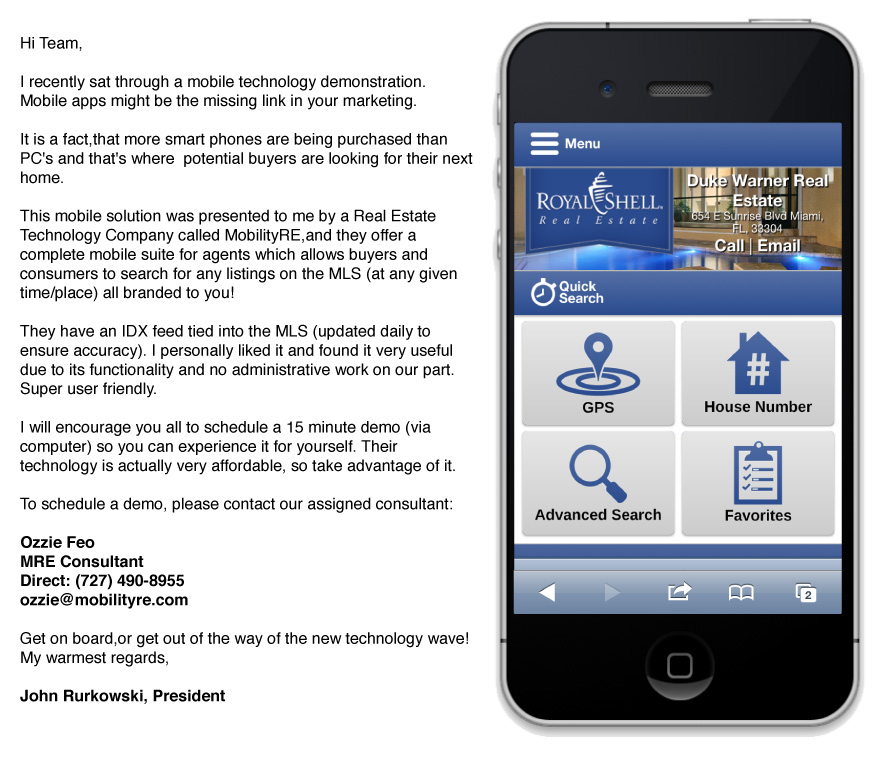 Hi Team,
I recently sat through a mobile technology demonstration.
Mobile apps might be the missing link in your marketing.
It is a fact,that more smart phones are being purchased than
PC's and that's where  potential buyers are looking for their next
home.
This mobile solution was presented to me by a Real Estate
Technology Company called MobilityRE,and they offer a
complete mobile suite for agents which allows buyers and
consumers to search for any listings on the MLS (at any given
time/place) all branded to you!
They have an IDX feed tied into the MLS (updated daily to
ensure accuracy). I personally liked it and found it very useful
due to its functionality and no administrative work on our part.
Super user friendly.
I will encourage you all to schedule a 15 minute demo (via
computer) so you can experience it for yourself. Their
technology is actually very affordable, so take advantage of it.
To schedule a demo, please contact our assigned consultant:
Ozzie Feo
MRE Consultant
Direct: (727) 490-8955
ozzie@mobilityre.com
Get on board,or get out of the way of the new technology wave!
My warmest regards,
John Rurkowski, President
Menu
ROYAL SHELL®
Real Estate
Duke Warner Real
Estate
654 E Sunrise Blvd Miami,
FL, 33304
Call | Email
Quick
Search
GPS
#
House Number
Advanced Search
Favorites
2